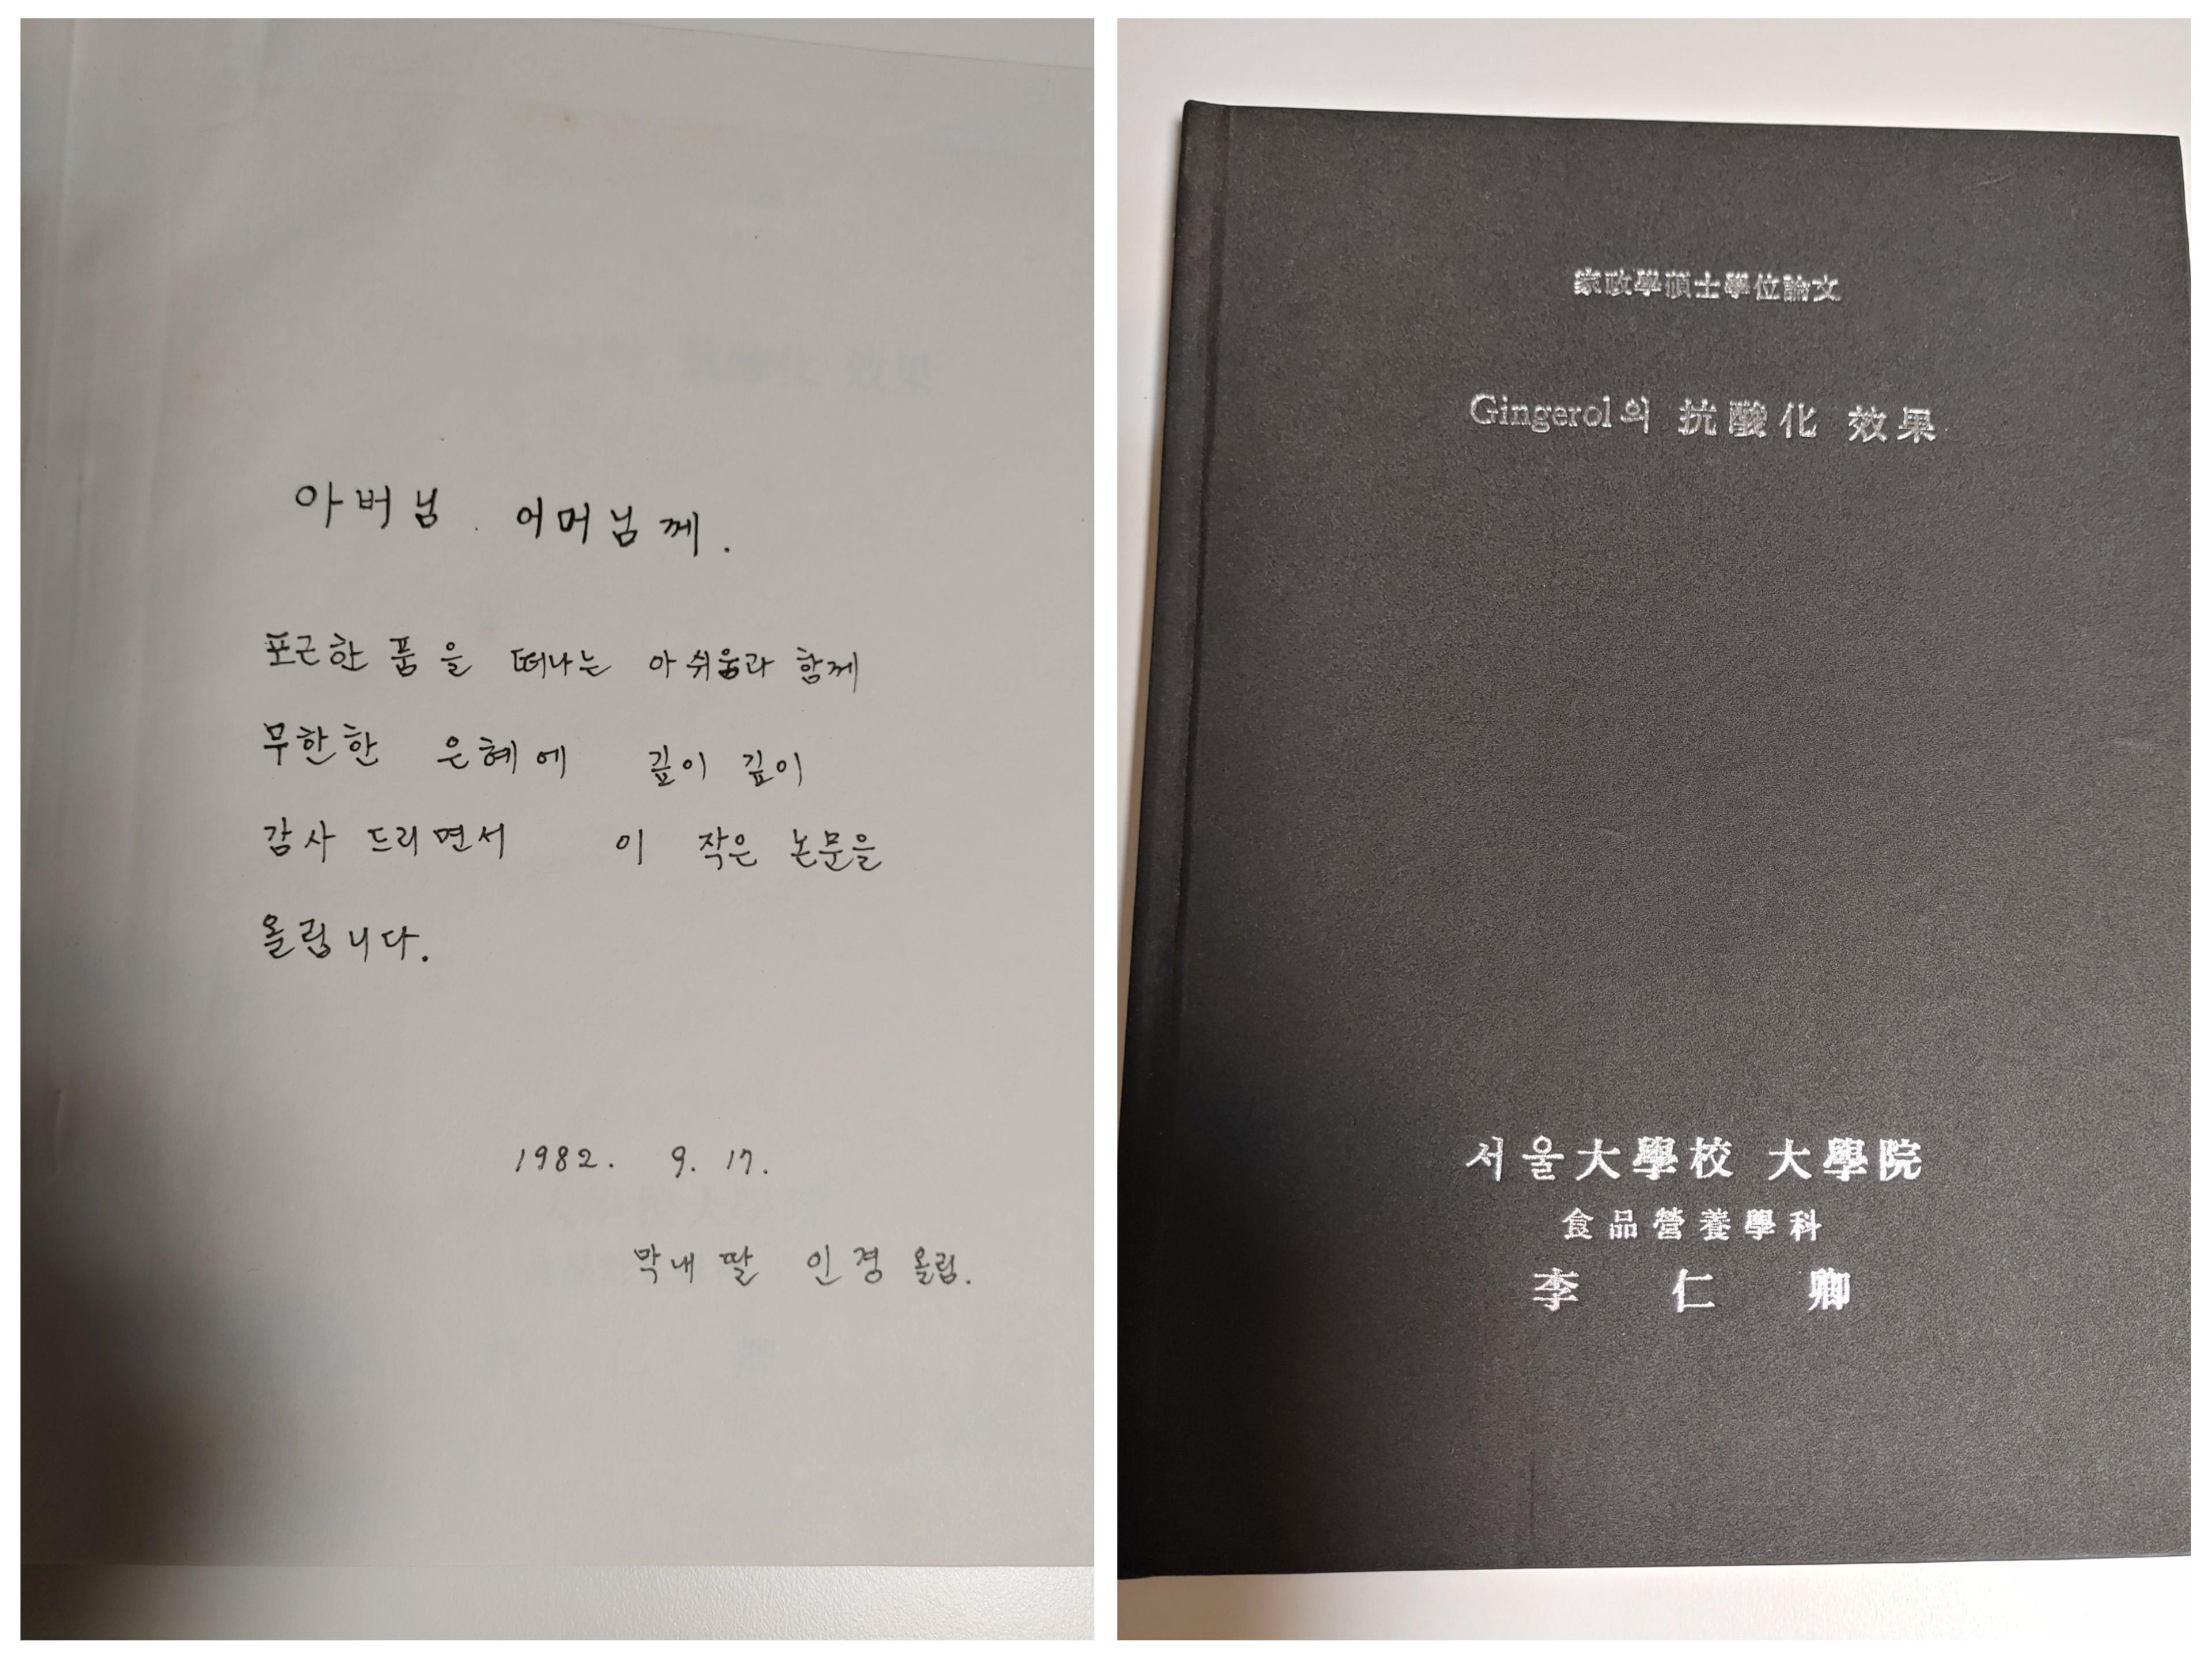 아버님. 어머님께.
포근한 품을 떠나는 아쉬움과 함께
무한한 은혜에 깊이 깊이
감사 드리면서 이 작은 논문을
올립니다.
1982. 9. 17.
막내 딸 인경 올림.
家政學碩士學位論文
Gingerol의 抗酸化 效果
서울大學校 大學院
食品營養學科
李 仁 卿